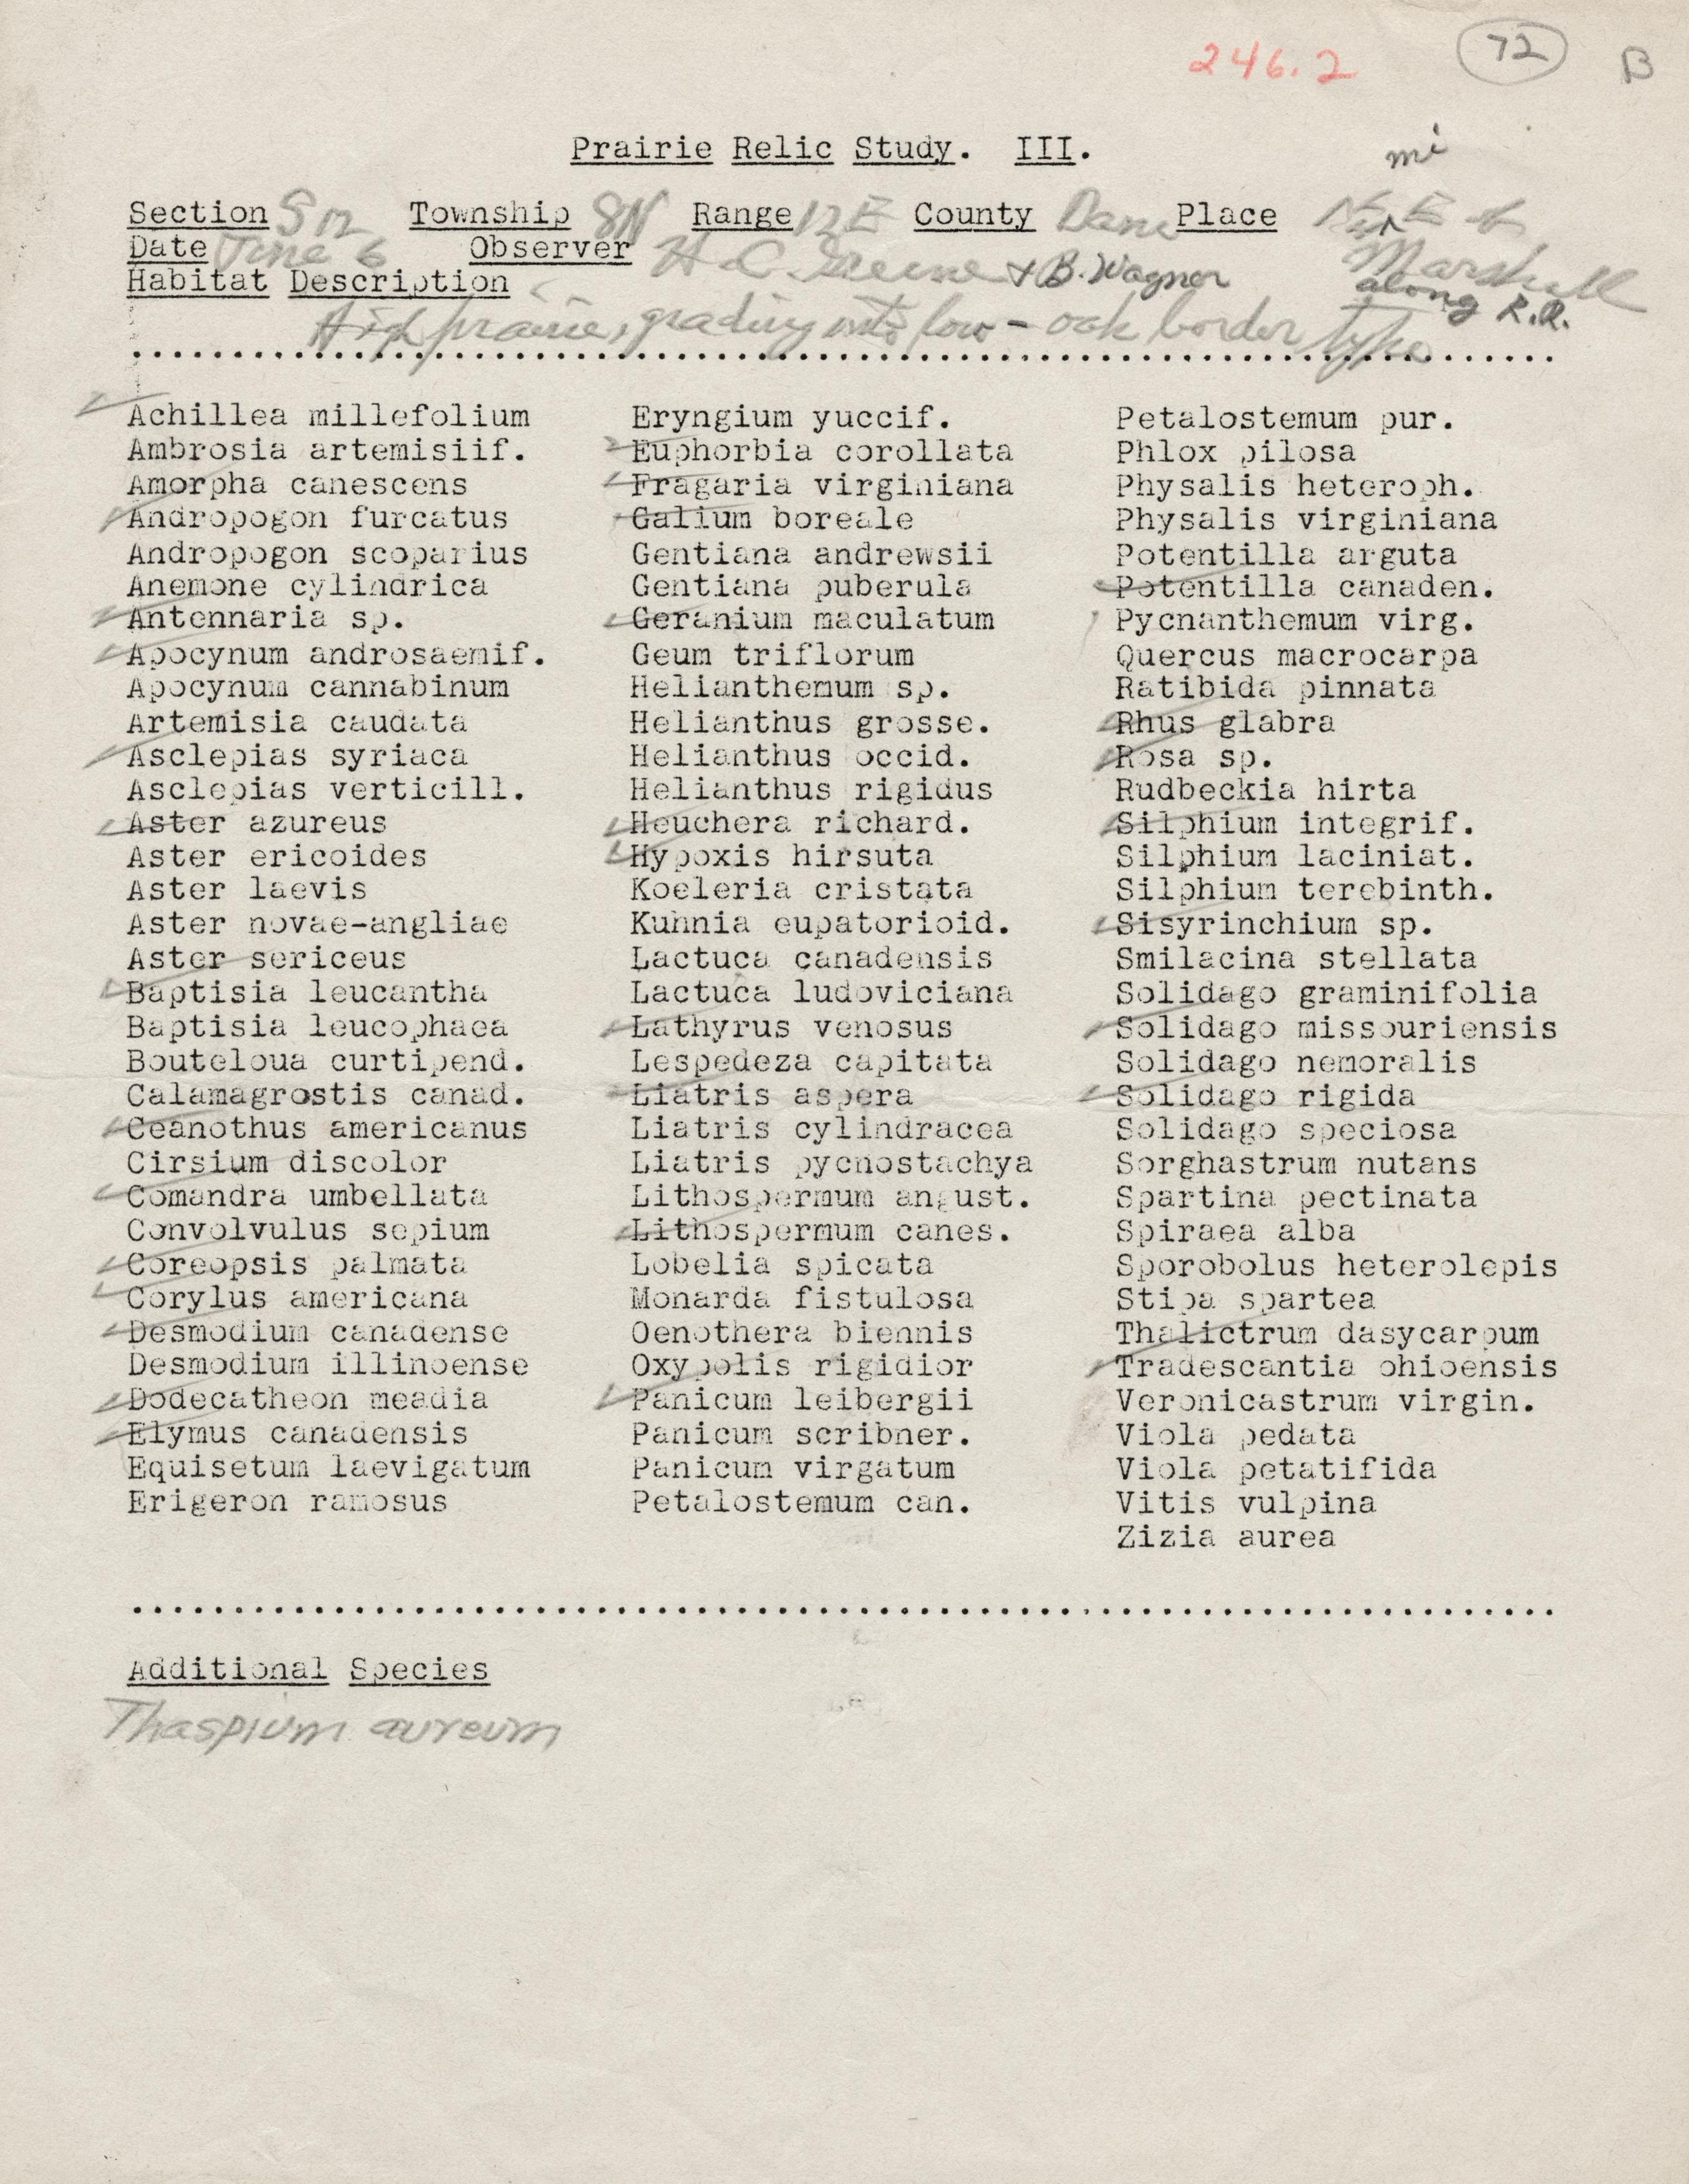 246.2 72 B
Prairie Relic Study. III.
mi
Section Township 8N Range 12E County Dane Place E of
Date June 6 Observer H. C. Greene + B. Wagner Marshall
Habitat Description along R.R.
High prairie, grading into low - oak border type
Achillea millefolium Eryngium yuccif. Petalostemum pur.
Ambrosia artemisiif. Euphorbia corollata Phlox pilosa
Amorpha canescens Fragaria virginiana Physalis heteroph.
Andropogon furcatus Galium boreale Physalis virginiana
Andropogon scoparius Gentiana andrewsii Potentilla arguta
Anemone cylindrica Gentiana puberula Potentilla canaden.
Antennaria sp. Geranium maculatum Pycnanthemum virg.
Apocynum androsaemif. Geum triflorum Quercus macrocarpa
Apocynum cannabinum Helianthemum sp. Ratibida pinnata
Artemisia caudata Helianthus grosse. Rhus glabra
Asclepias syriaca Helianthus occid. Rosa sp.
Asclepias verticill. Helianthus rigidus Rudbeckia hirta
Aster azureus Heuchera richard. Silphium integrif.
Aster ericoides Hypoxis hirsuta Silphium laciniat.
Aster laevis Koeleria cristata Silphium terebinth.
Aster novae-angliae Kuhnia eupatorioid. Sisyrinchium sp.
Aster sericeus Lactuca canadensis Smilacina stellata
Baptisia leucantha Lactuca ludoviciana Solidago graminifolia
Baptisia leucophaea Lathyrus venosus Solidago missouriensis
Bouteloua curtipend. Lespedeza capitata Solidago nemoralis
Calamagrostis canad. Liatris aspera Solidago rigida
Ceanothus americanus Liatris cylindracea Solidago speciosa
Cirsium discolor Liatris pycnostachya Sorghastrum nutans
Comandra umbellata Lithospermum angust. Spartina pectinata
Convolvulus sepium Lithospermum canes. Spiraea alba
Coreopsis palmata Lobelia spicata Sporobolus heterolepis
Corylus americana Monarda fistulosa Stipa spartea
Desmodium canadense Oenothera biennis Thalictrum dasycarpum
Desmodium illinoense Oxypolis rigidior Tradescantia ohioensis
Dodecatheon meadia Panicum leibergii Veronicastrum virgin.
Elymus canadensis Panicum scribner. Viola pedata
Equisetum laevigatum Panicum virgatum Viola petatifida
Erigeron ramosus Petalostemum can. Vitis vulpina
Zizia aurea
Additional Species
Thaspium aureum